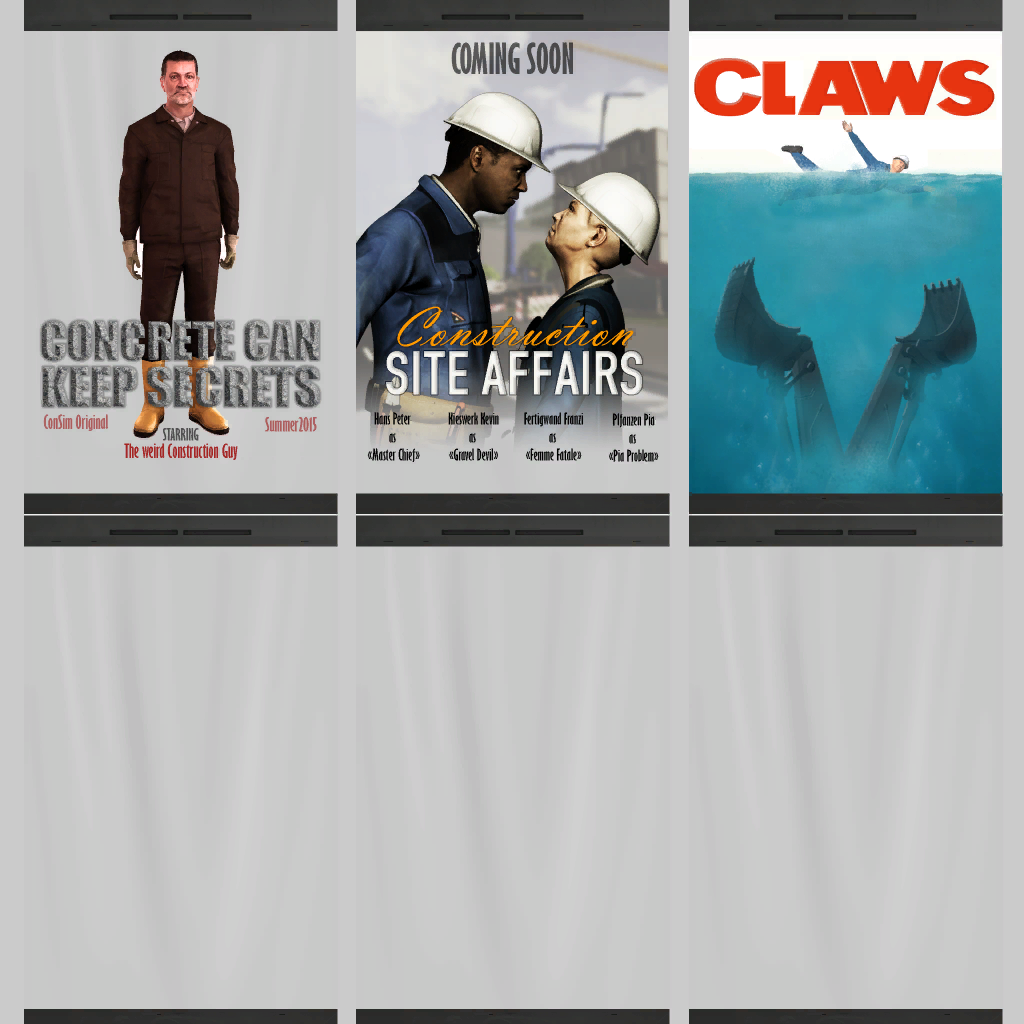 CONCRETE CAN
KEEP SECRETS
ConSim Original
Summer2015
STARRING
The weird Construction Guy
COMING SOON
Construction
SITE AFFAIRS
Hans Peter
as
«Master Chief»
Kieswerk Kevin
as
«Gravel Devil»
Fertigwand Franzi
as
«Femme Fatale»
Pflanzen Pia
as
«Pia Problem»
CLAWS